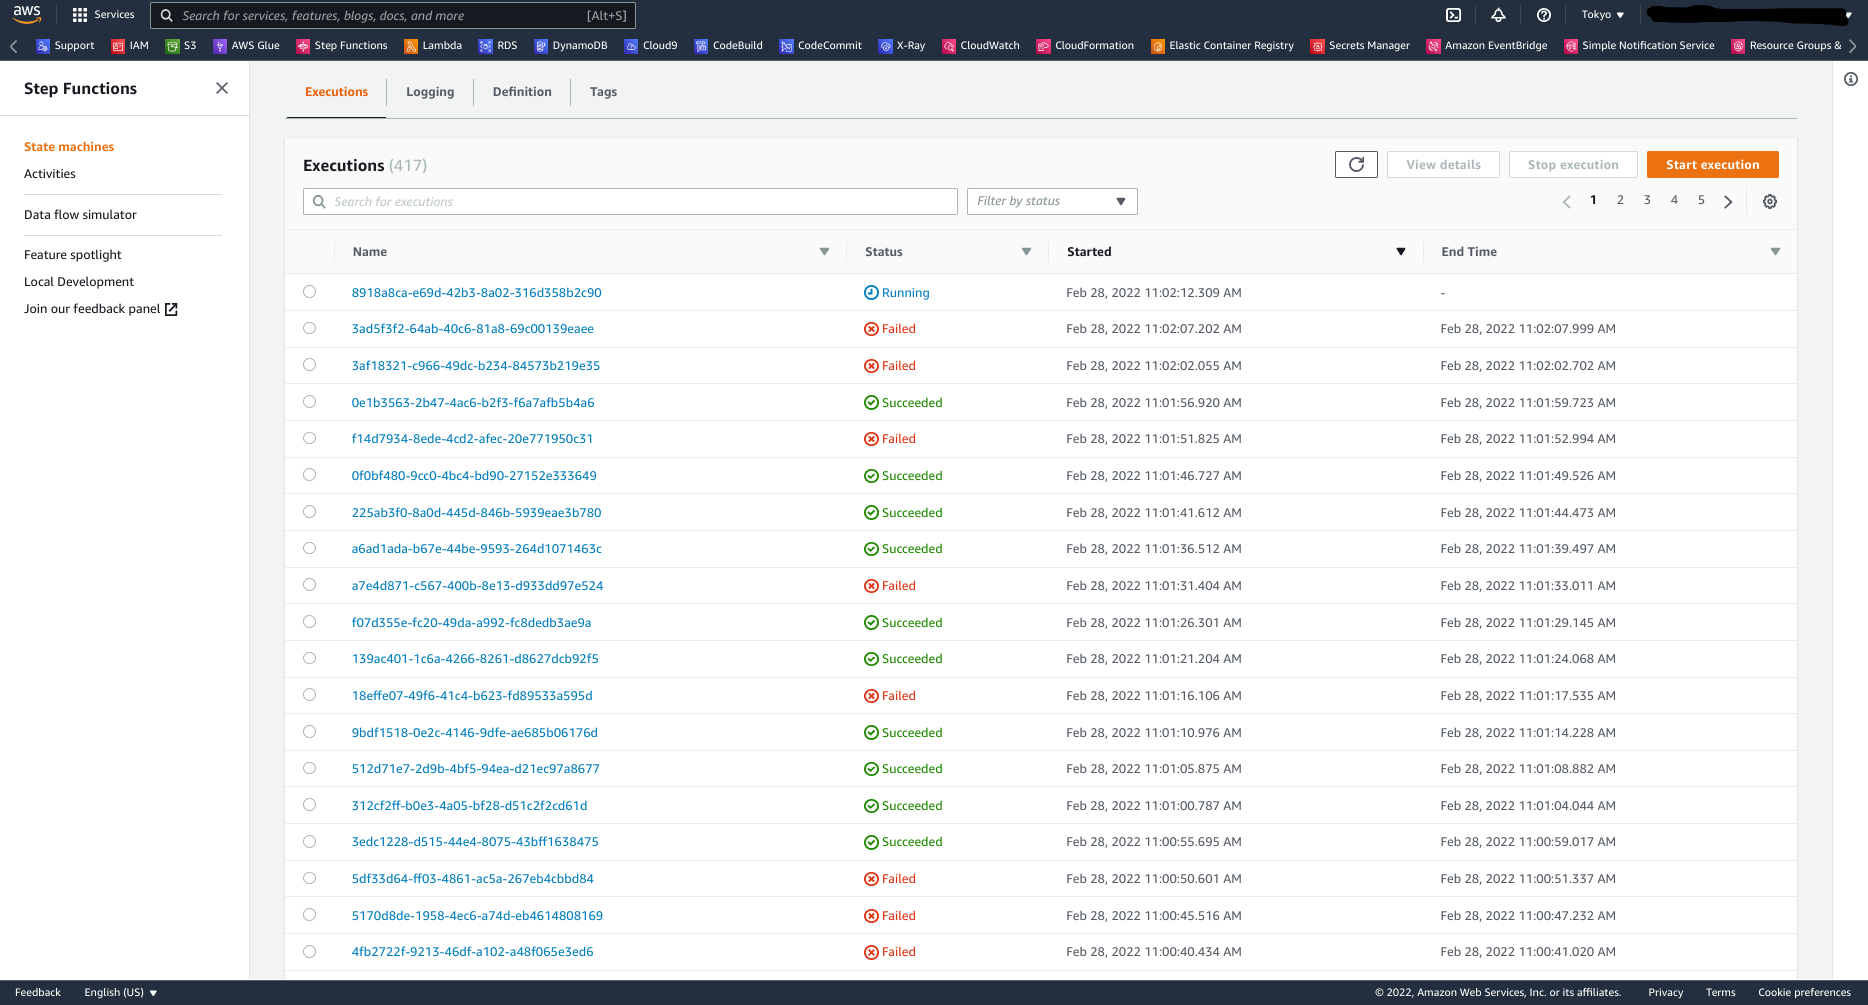 aws Services Search for services, features, blogs, docs, and more [Alt+S] Tokyo
Support IAM S3 AWS Glue Step Functions Lambda RDS DynamoDB Cloud9 CodeBuild CodeCommit X-Ray CloudWatch CloudFormation Elastic Container Registry Secrets Manager Amazon EventBridge Simple Notification Service Resource Groups &
Step Functions
State machines
Activities
Data flow simulator
Feature spotlight
Local Development
Join our feedback panel
Executions Logging Definition Tags
Executions (417) View details Stop execution Start execution
Search for executions Filter by status 1 2 3 4 5
Name Status Started End Time
8918a8ca-e69d-42b3-8a02-316d358b2c90 Running Feb 28, 2022 11:02:12.309 AM -
3ad5f3f2-64ab-40c6-81a8-69c00139eaee Failed Feb 28, 2022 11:02:07.202 AM Feb 28, 2022 11:02:07.999 AM
3af18321-c966-49dc-b234-84573b219e35 Failed Feb 28, 2022 11:02:02.055 AM Feb 28, 2022 11:02:02.702 AM
0e1b3563-2b47-4ac6-b2f3-f6a7afb5b4a6 Succeeded Feb 28, 2022 11:01:56.920 AM Feb 28, 2022 11:01:59.723 AM
f14d7934-8ede-4cd2-afec-20e771950c31 Failed Feb 28, 2022 11:01:51.825 AM Feb 28, 2022 11:01:52.994 AM
0f0bf480-9cc0-4bc4-bd90-27152e333649 Succeeded Feb 28, 2022 11:01:46.727 AM Feb 28, 2022 11:01:49.526 AM
225ab3f0-8a0d-445d-846b-5939eae3b780 Succeeded Feb 28, 2022 11:01:41.612 AM Feb 28, 2022 11:01:44.473 AM
a6ad1ada-b67e-44be-9593-264d1071463c Succeeded Feb 28, 2022 11:01:36.512 AM Feb 28, 2022 11:01:39.497 AM
a7e4d871-c567-400b-8e13-d933dd97e524 Failed Feb 28, 2022 11:01:31.404 AM Feb 28, 2022 11:01:33.011 AM
f07d355e-fc20-49da-a992-fc8dedb3ae9a Succeeded Feb 28, 2022 11:01:26.301 AM Feb 28, 2022 11:01:29.145 AM
139ac401-1c6a-4266-8261-d8627dcb92f5 Succeeded Feb 28, 2022 11:01:21.204 AM Feb 28, 2022 11:01:24.068 AM
18effe07-49f6-41c4-b623-fd89533a595d Failed Feb 28, 2022 11:01:16.106 AM Feb 28, 2022 11:01:17.535 AM
9bdf1518-0e2c-4146-9dfe-ae685b06176d Succeeded Feb 28, 2022 11:01:10.976 AM Feb 28, 2022 11:01:14.228 AM
512d71e7-2d9b-4bf5-94ea-d21ec97a8677 Succeeded Feb 28, 2022 11:01:05.875 AM Feb 28, 2022 11:01:08.882 AM
312cf2ff-b0e3-4a05-bf28-d51c2f2cd61d Succeeded Feb 28, 2022 11:01:00.787 AM Feb 28, 2022 11:01:04.044 AM
3edc1228-d515-44e4-8075-43bff1638475 Succeeded Feb 28, 2022 11:00:55.695 AM Feb 28, 2022 11:00:59.017 AM
5df33d64-ff03-4861-ac5a-267eb4cbbd84 Failed Feb 28, 2022 11:00:50.601 AM Feb 28, 2022 11:00:51.337 AM
5170d8de-1958-4ec6-a74d-eb4614808169 Failed Feb 28, 2022 11:00:45.516 AM Feb 28, 2022 11:00:47.232 AM
4fb2722f-9213-46df-a102-a48f065e3ed6 Failed Feb 28, 2022 11:00:40.434 AM Feb 28, 2022 11:00:41.020 AM
Feedback English (US) © 2022, Amazon Web Services, Inc. or its affiliates. Privacy Terms Cookie preferences